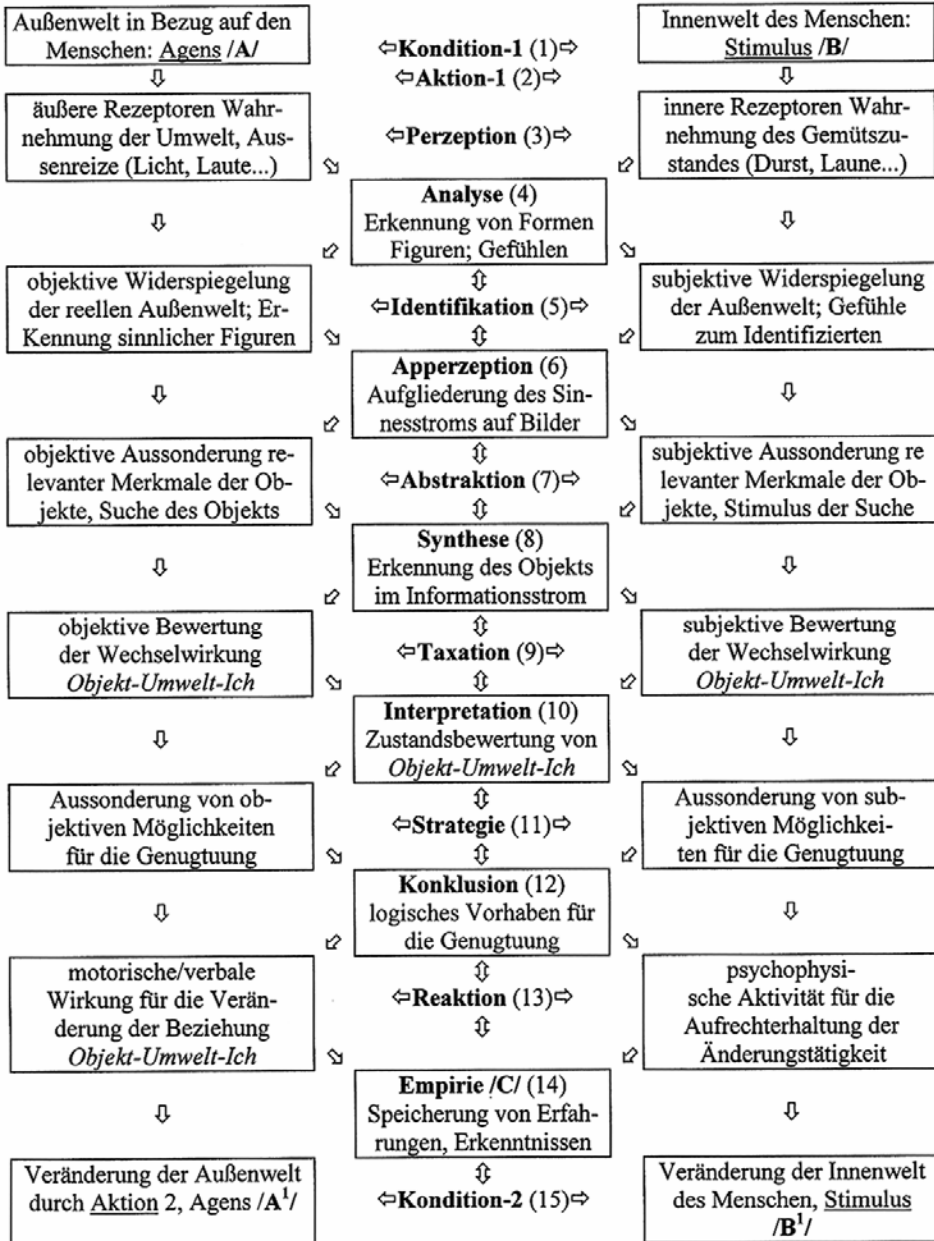 Außenwelt in Bezug auf den
Menschen: Agens /A/
⇦Kondition-1 (1)⇨
⇦Aktion-1 (2)⇨
Innenwelt des Menschen:
Stimulus /B/
äußere Rezeptoren Wahr-
nehmung der Umwelt, Aus-
senreize (Licht, Laute...)
⇦Perzeption (3)⇨
innere Rezeptoren Wahr-
nehmung des Gemütszu-
standes (Durst, Laune...)
Analyse (4)
Erkennung von Formen
Figuren; Gefühlen
objektive Widerspiegelung
der reellen Außenwelt; Er-
Kennung sinnlicher Figuren
⇦Identifikation (5)⇨
subjektive Widerspiegelung
der Außenwelt; Gefühle
zum Identifizierten
Apperzeption (6)
Aufgliederung des Sin-
nesstroms auf Bilder
objektive Aussonderung re-
levanter Merkmale der Ob-
jekte, Suche des Objekts
⇦Abstraktion (7)⇨
subjektive Aussonderung re
levanter Merkmale der Ob-
jekte, Stimulus der Suche
Synthese (8)
Erkennung des Objekts
im Informationsstrom
objektive Bewertung
der Wechselwirkung
Objekt-Umwelt-Ich
⇦Taxation (9)⇨
subjektive Bewertung
der Wechselwirkung
Objekt-Umwelt-Ich
Interpretation (10)
Zustandsbewertung von
Objekt-Umwelt-Ich
Aussonderung von ob-
jektiven Möglichkeiten
für die Genugtuung
⇦Strategie (11)⇨
Aussonderung von sub-
jektiven Möglichkei-
ten für die Genugtuung
Konklusion (12)
logisches Vorhaben für
die Genugtuung
motorische/verbale
Wirkung für die Verän-
derung der Beziehung
Objekt-Umwelt-Ich
⇦Reaktion (13)⇨
psychophysi-
sche Aktivität für die
Aufrechterhaltung der
Änderungstätigkeit
Empirie /C/ (14)
Speicherung von Erfah-
rungen, Erkenntnissen
Veränderung der Außenwelt
durch Aktion 2, Agens /A¹/
⇦Kondition-2 (15)⇨
Veränderung der Innenwelt
des Menschen, Stimulus
/B¹/